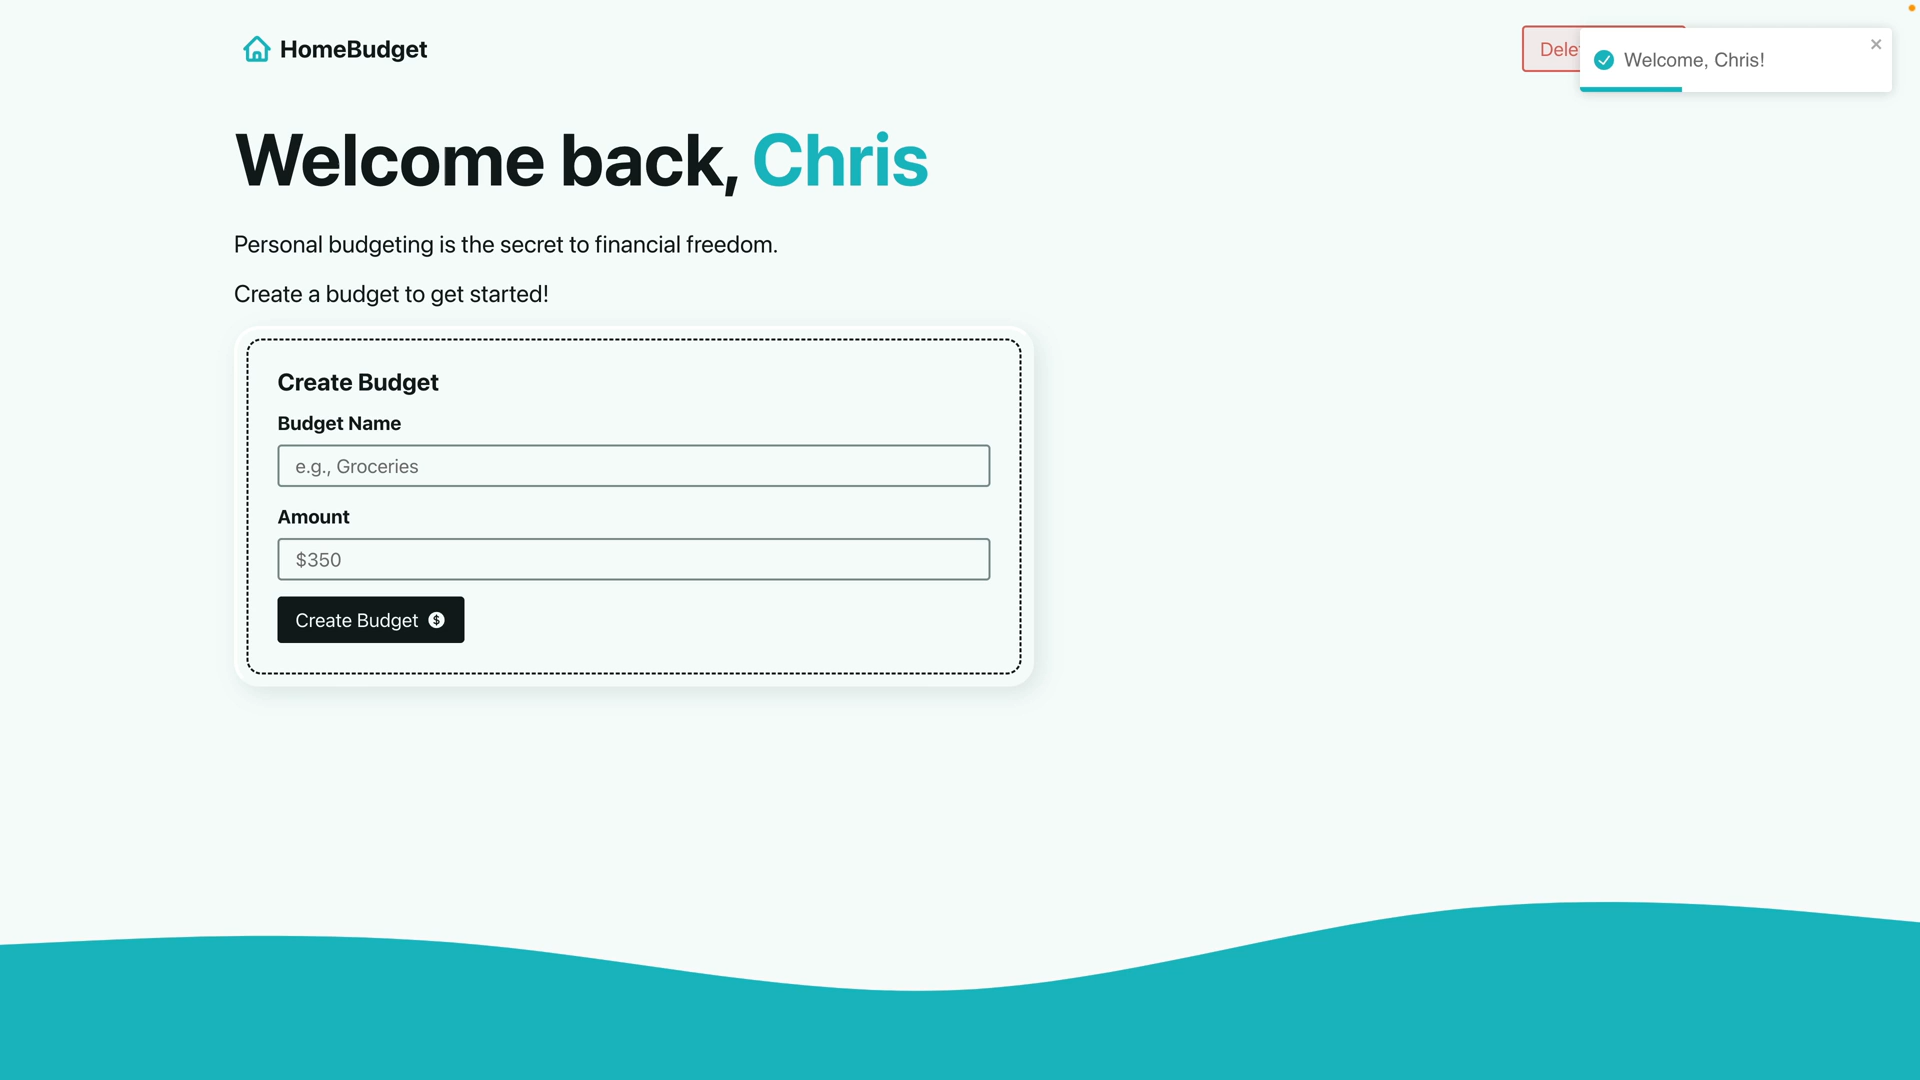 HomeBudget
Welcome, Chris!
Welcome back, Chris
Personal budgeting is the secret to financial freedom.
Create a budget to get started!
Create Budget
Budget Name
e.g., Groceries
Amount
$350
Create Budget $